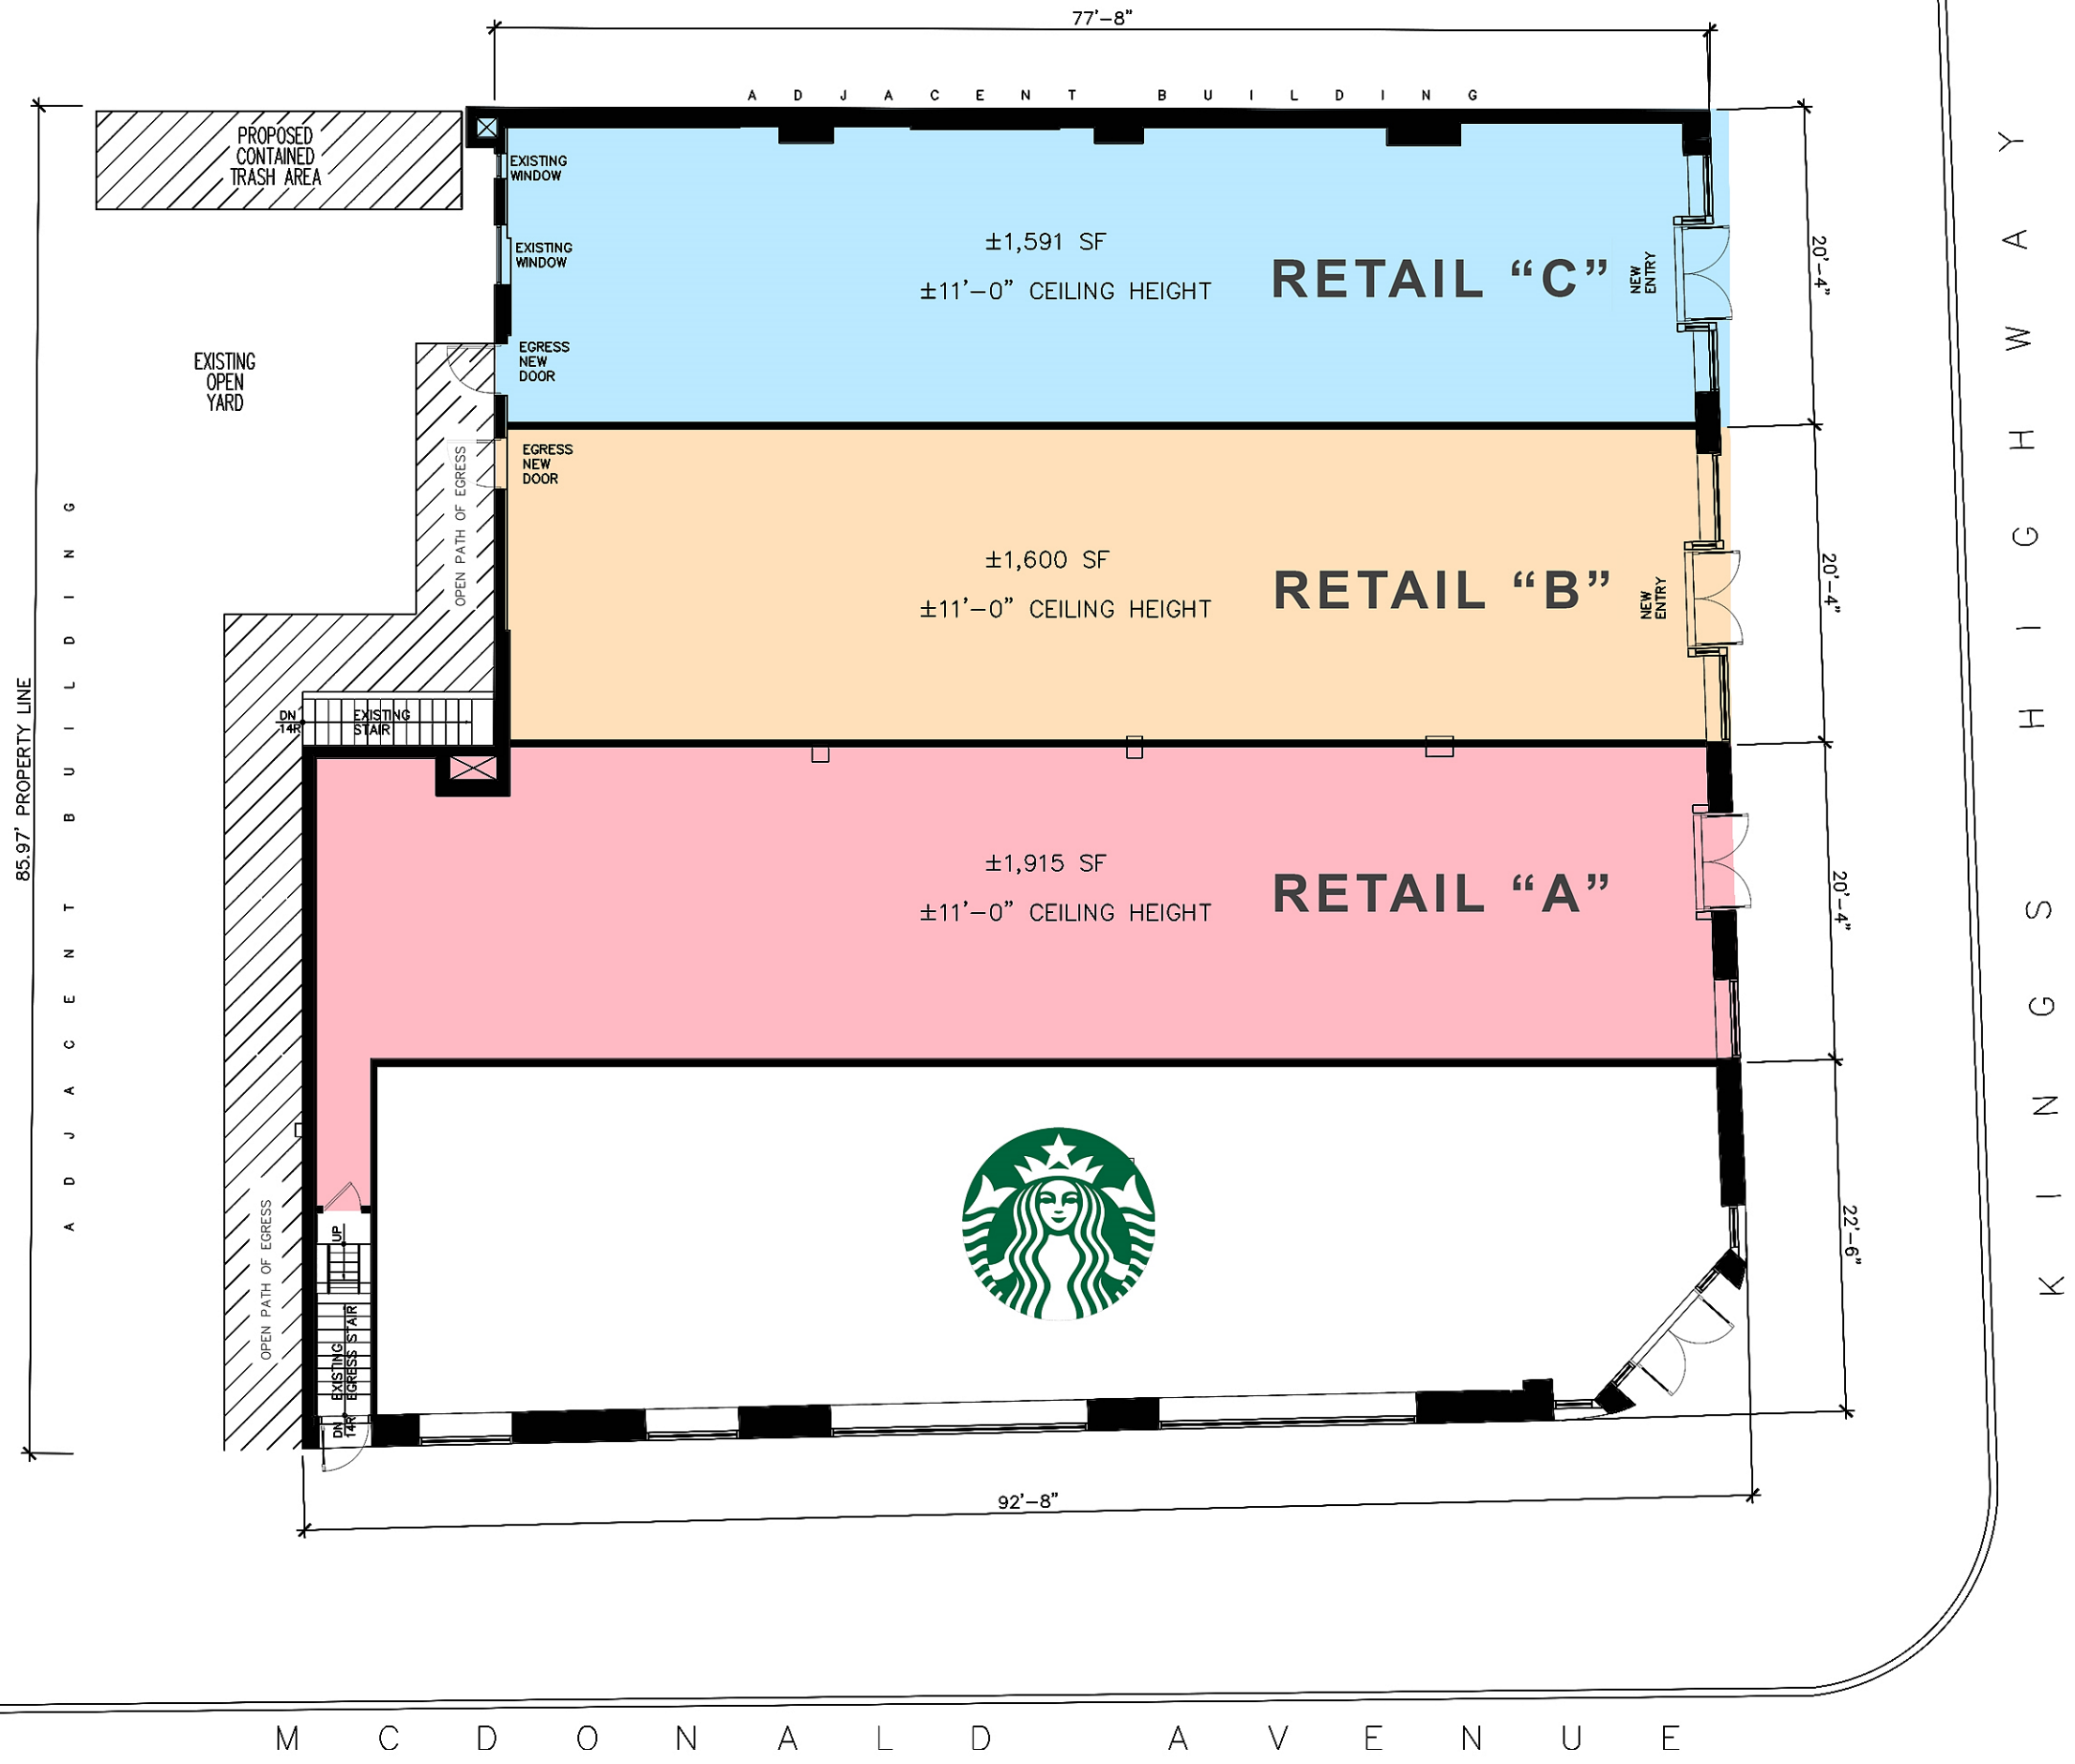 77'-8"
ADJACENT BUILDING
PROPOSED
CONTAINED
TRASH AREA
EXISTING
WINDOW
±1,591 SF
EXISTING
WINDOW
RETAIL “C”
NEW
ENTRY
20'-4"
±11'-0" CEILING HEIGHT
EGRESS
NEW
DOOR
EXISTING
OPEN
YARD
EGRESS
NEW
DOOR
OPEN PATH OF EGRESS
±1,600 SF
±11'-0" CEILING HEIGHT
RETAIL “B”
NEW
ENTRY
20'-4"
DN
14R
EXISTING
STAIR
85.97' PROPERTY LINE
ADJACENT BUILDING
±1,915 SF
±11'-0" CEILING HEIGHT
RETAIL “A”
20'-4"
KINGS HIGHWAY
OPEN PATH OF EGRESS
UP
EXISTING
EGRESS STAIR
DN
14R
22'-6"
92'-8"
MCDONALD AVENUE